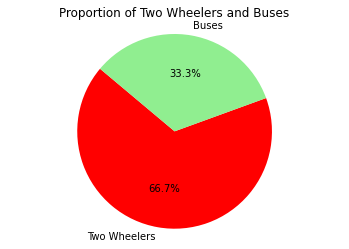 Proportion of Two Wheelers and Buses
Buses
33.3%
66.7%
Two Wheelers